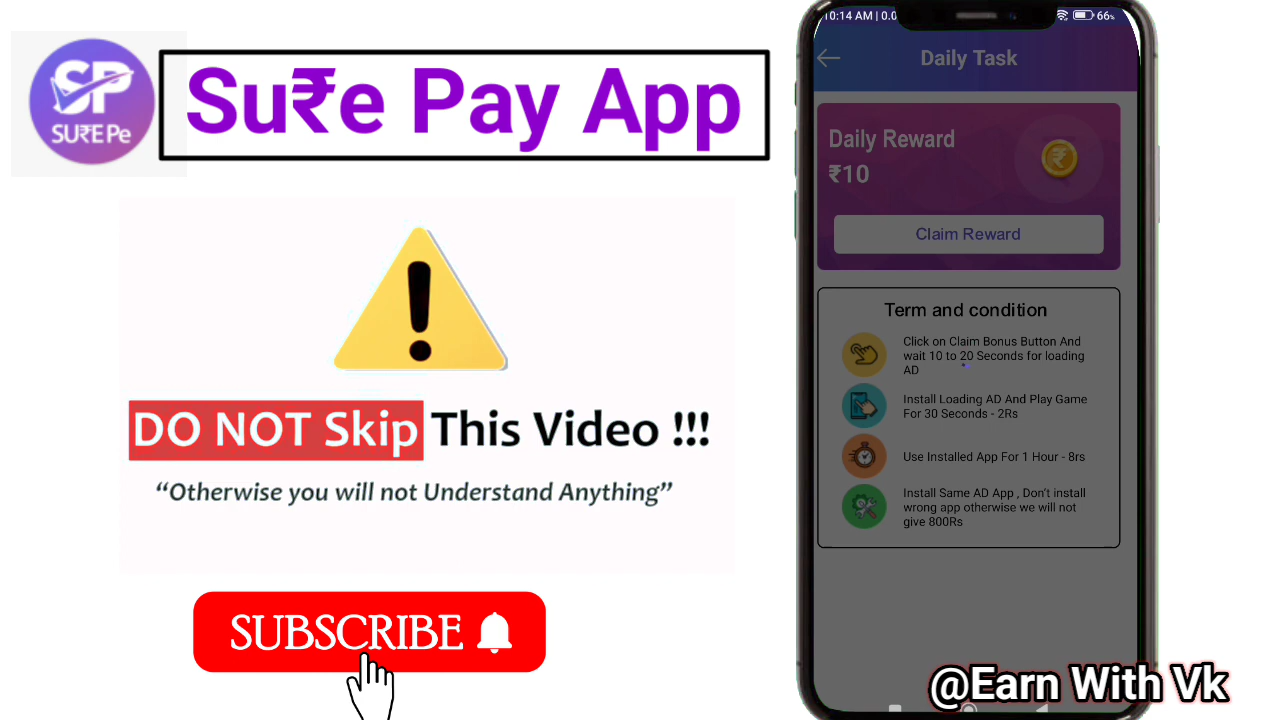 SP
SU₹E Pe
Su₹e Pay App
DO NOT Skip This Video !!!
“Otherwise you will not Understand Anything”
SUBSCRIBE
10:14 AM | 0.0
66%
Daily Task
Daily Reward
₹10
Claim Reward
Term and condition
Click on Claim Bonus Button And
wait 10 to 20 Seconds for loading
AD
Install Loading AD And Play Game
For 30 Seconds - 2Rs
Use Installed App For 1 Hour - 8rs
Install Same AD App , Don't install
wrong app otherwise we will not
give 800Rs
@Earn With Vk